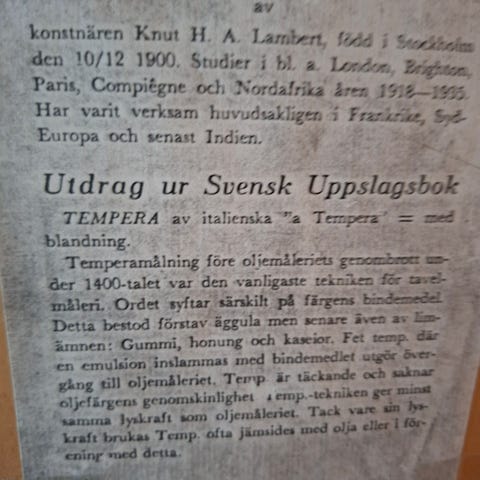 av
konstnären Knut H. A. Lambert, född i Stockholm
den 10/12 1900. Studier i bl. a. London, Brighton,
Paris, Compiêgne och Nordafrika åren 1918—1935.
Har varit verksam huvudsakligen i Frankrike, Syd-
Europa och senast Indien.
Utdrag ur Svensk Uppslagsbok
TEMPERA av italienska "a Tempera" = med
blandning.
Temperamålning före oljemåleriets genombrott un-
der 1400-talet var den vanligaste tekniken för tavel-
måleri. Ordet syftar särskilt på färgens bindemedel.
Detta bestod förstav äggula men senare även av lim-
ämnen: Gummi, honung och kaseior. Fet temp. där
en emulsion inslammas med bindemedlet utgör över-
gång till oljemåleriet. Temp. är täckande och saknar
oljefärgens genomskinlighet emp.-tekniken ger minst
samma lyskraft som oljemåleriet. Tack vare sin lys-
kraft brukas Temp. ofta jämsides med olja eller i för-
ening med detta.